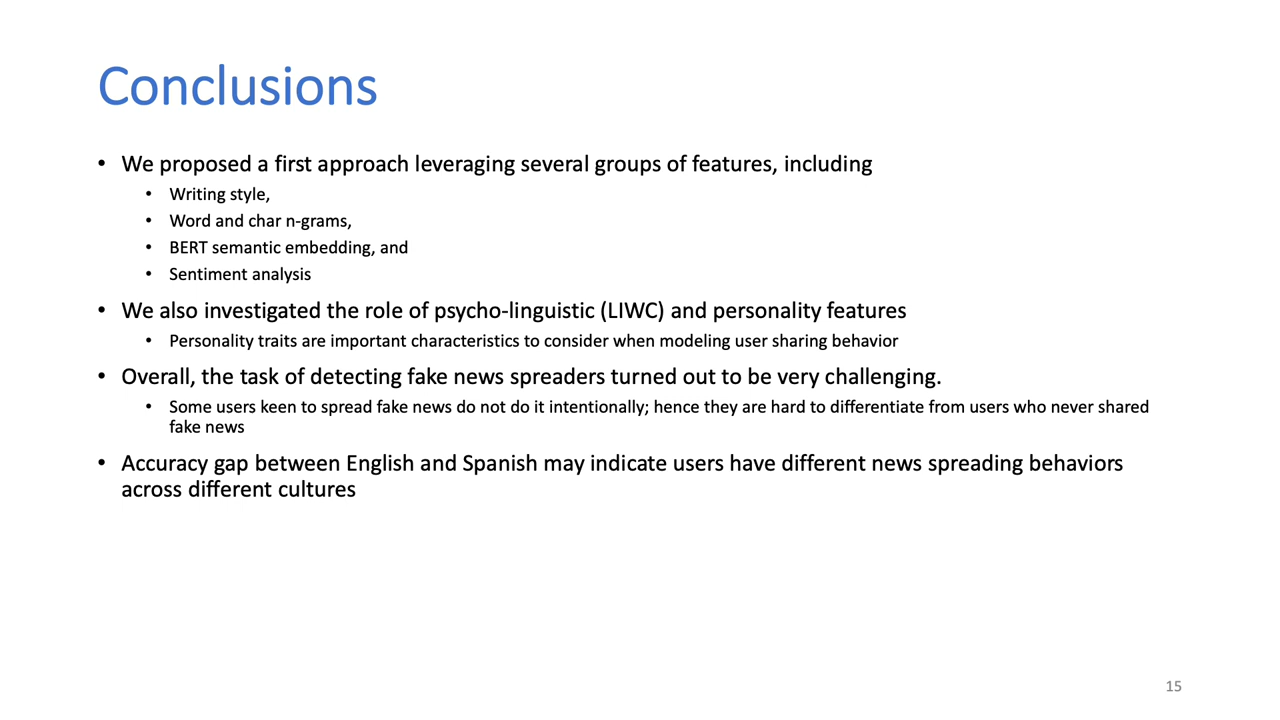 Conclusions
• We proposed a first approach leveraging several groups of features, including
• Writing style,
• Word and char n-grams,
• BERT semantic embedding, and
• Sentiment analysis
• We also investigated the role of psycho-linguistic (LIWC) and personality features
• Personality traits are important characteristics to consider when modeling user sharing behavior
• Overall, the task of detecting fake news spreaders turned out to be very challenging.
• Some users keen to spread fake news do not do it intentionally; hence they are hard to differentiate from users who never shared
fake news
• Accuracy gap between English and Spanish may indicate users have different news spreading behaviors
across different cultures
15